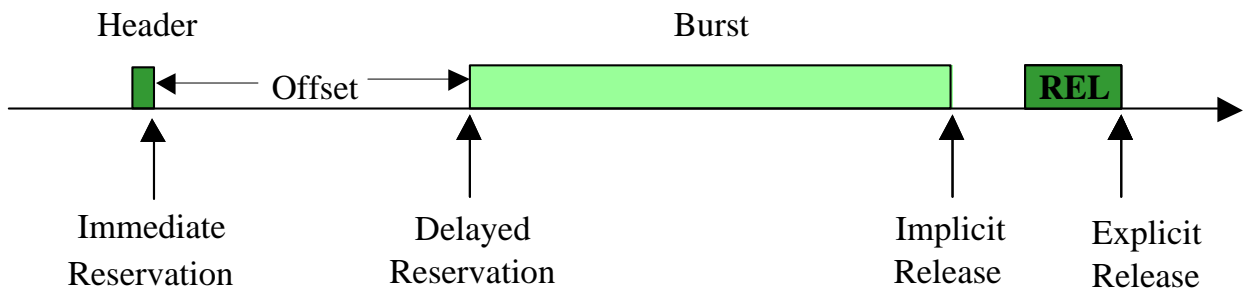 Header
Burst
Offset
REL
Immediate
Reservation
Delayed
Reservation
Implicit
Release
Explicit
Release